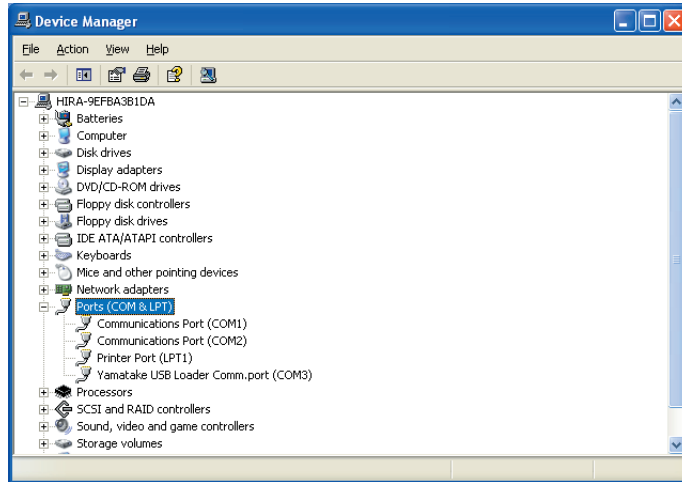 Device Manager
File Action View Help
HIRA-9EFBA3B1DA
Batteries
Computer
Disk drives
Display adapters
DVD/CD-ROM drives
Floppy disk controllers
Floppy disk drives
IDE ATA/ATAPI controllers
Keyboards
Mice and other pointing devices
Network adapters
Ports (COM & LPT)
Communications Port (COM1)
Communications Port (COM2)
Printer Port (LPT1)
Yamatake USB Loader Comm.port (COM3)
Processors
SCSI and RAID controllers
Sound, video and game controllers
Storage volumes